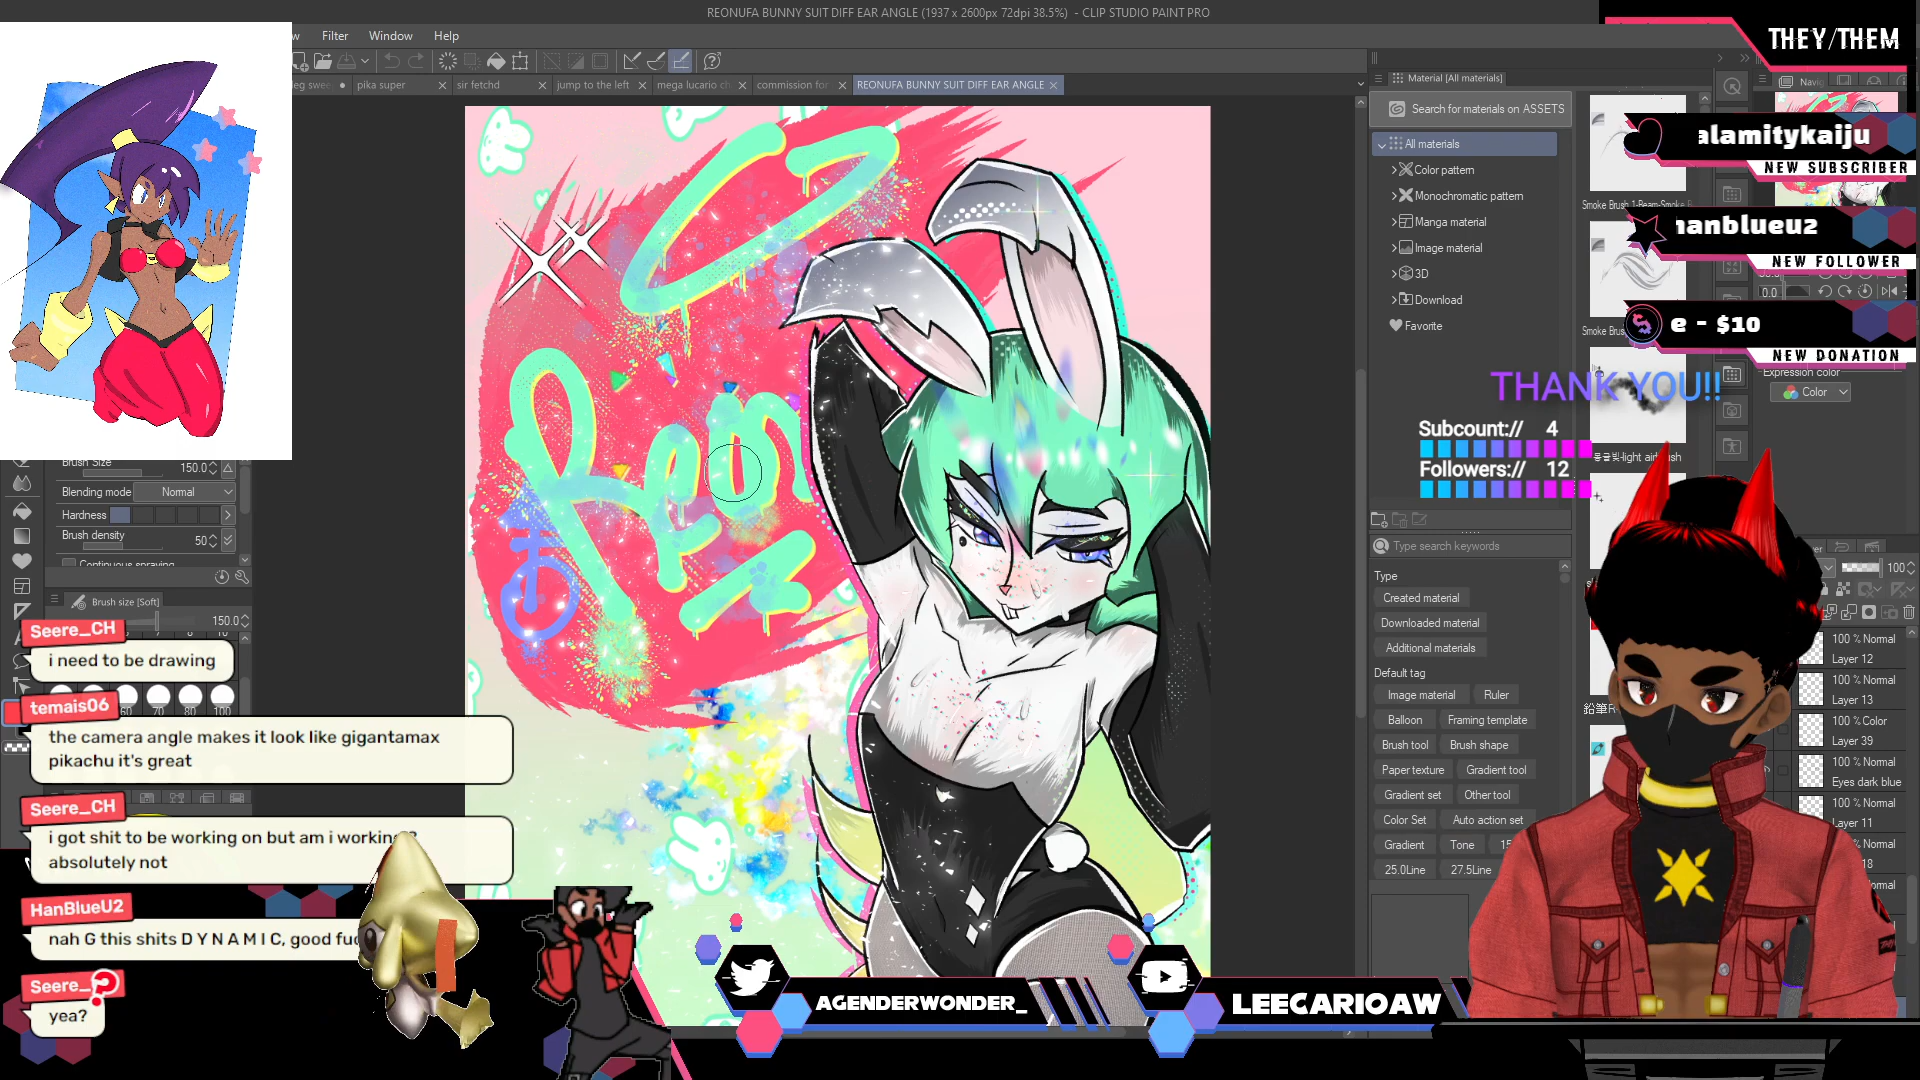 REONUFA BUNNY SUIT DIFF EAR ANGLE (1937 x 2600px 72dpi 38.5%) - CLIP STUDIO PAINT PRO
Filter Window Help
pika super sir fetchd jump to the left mega lucario ch commission for REONUFA BUNNY SUIT DIFF EAR ANGLE
THEY/THEM
Material [All materials]
Search for materials on ASSETS
All materials
Color pattern
Monochromatic pattern
Manga material
Image material
3D
Download
Favorite
alamitykaiju
NEW SUBSCRIBER
hanblueu2
NEW FOLLOWER
e - $10
NEW DONATION
Expression color
Color
THANK YOU!!
Subcount:// 4
Followers:// 12
Type search keywords
Type
Created material
Downloaded material
Additional materials
Default tag
Image material Ruler
Balloon Framing template
Brush tool Brush shape
Paper texture Gradient tool
Gradient set Other tool
Color Set Auto action set
Gradient Tone
25.0Line 27.5Line
100
100 % Normal
Layer 12
100 % Normal
Layer 13
100 % Color
Layer 39
100 % Normal
Eyes dark blue
100 % Normal
Layer 11
Brush Size 150.0
Blending mode Normal
Hardness
Brush density 50
Continuous spraying
Brush size [Soft]
150.0
Seere_CH
i need to be drawing
temais06
the camera angle makes it look like gigantamax
pikachu it's great
Seere_CH
i got shit to be working on but am i working?
absolutely not
HanBlueU2
nah G this shits D Y N A M I C, good
Seere_
yea?
AGENDERWONDER_
LEECARIOAW